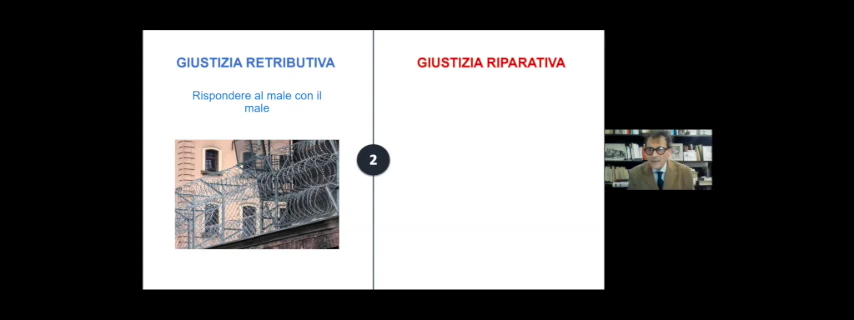 GIUSTIZIA RETRIBUTIVA
Rispondere al male con il
male
2
GIUSTIZIA RIPARATIVA